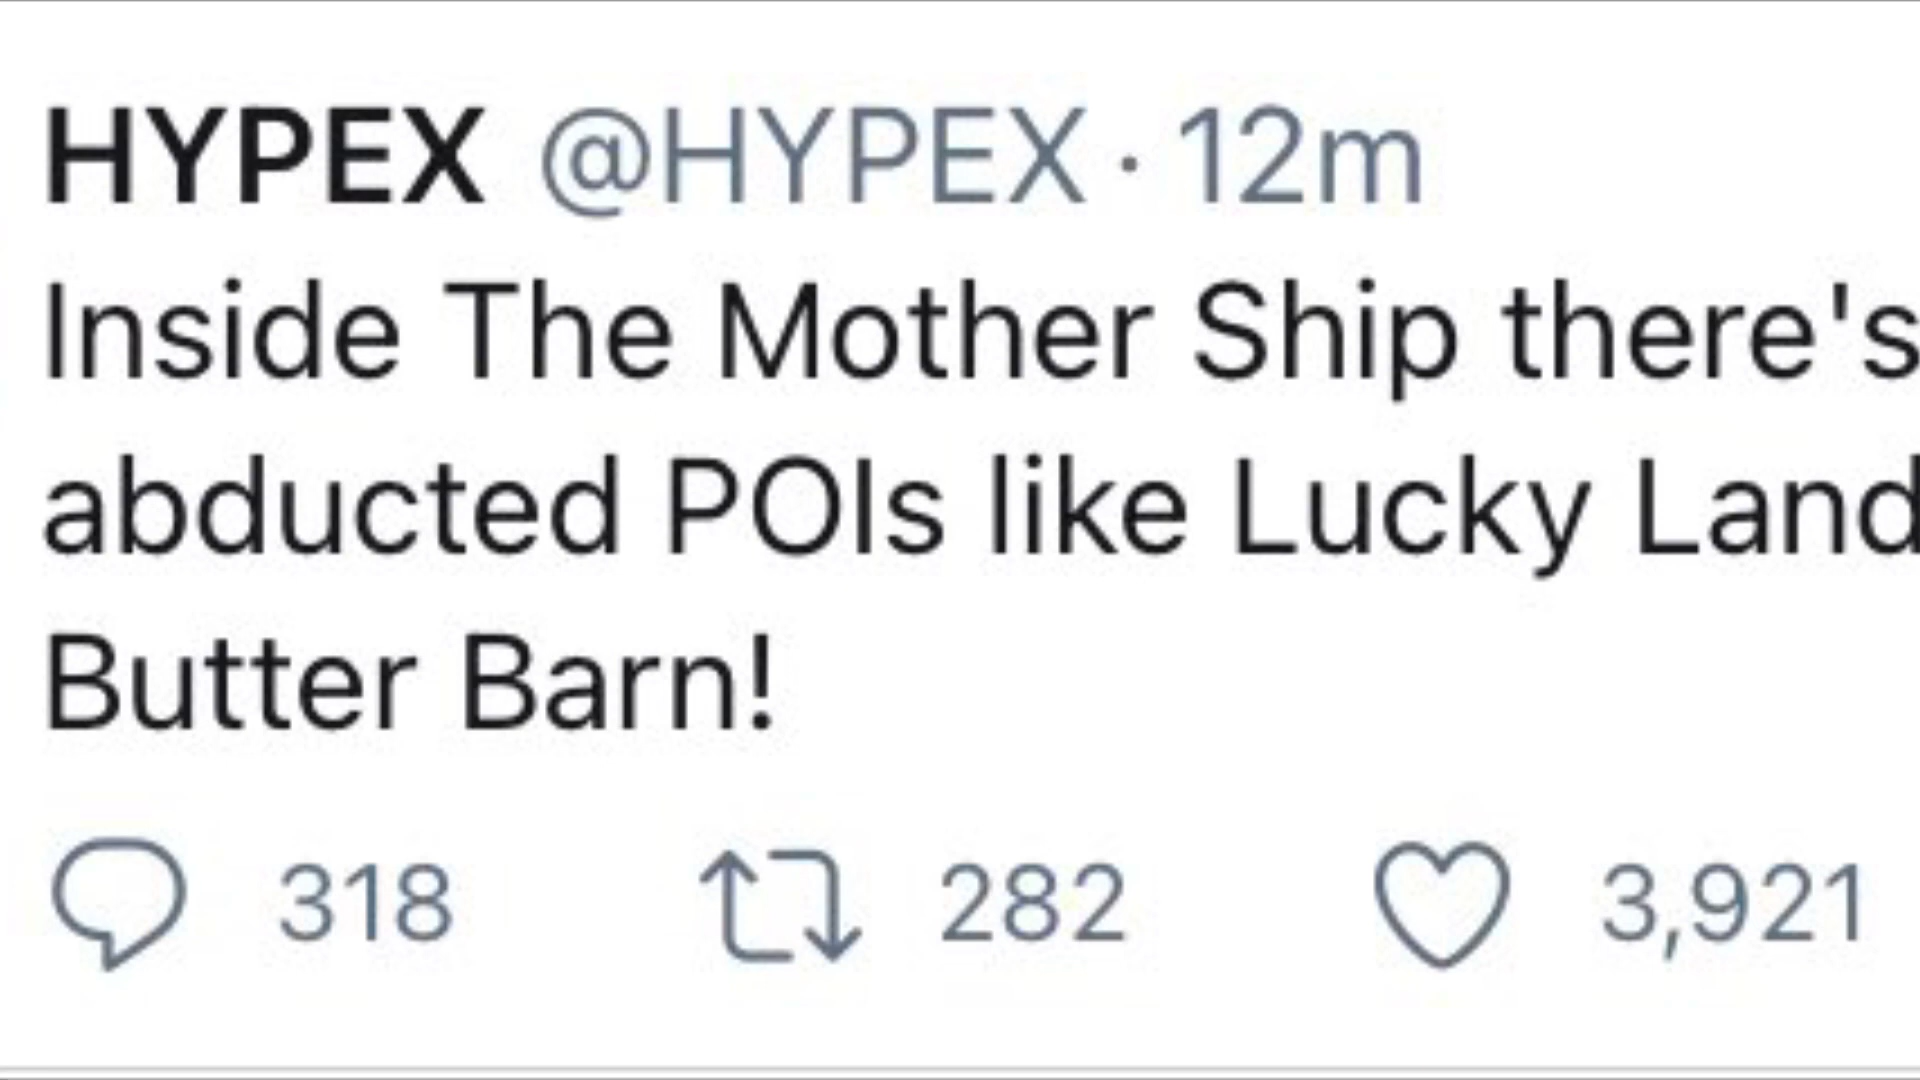 HYPEX @HYPEX · 12m
Inside The Mother Ship there's
abducted POIs like Lucky Land
Butter Barn!
318 282 3,921